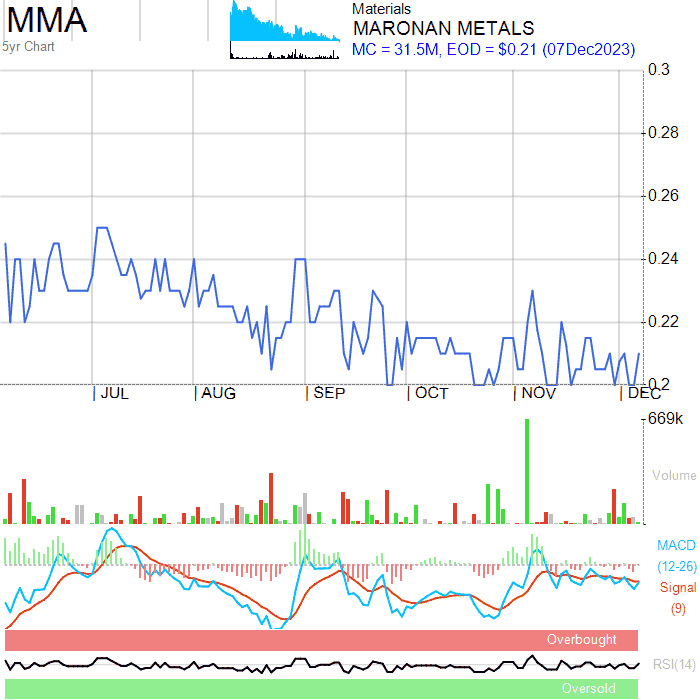 MMA
5yr Chart
Materials
MARONAN METALS
MC = 31.5M, EOD = $0.21 (07Dec2023)
0.3
0.28
0.26
0.24
0.22
0.2
JUL
AUG
SEP
OCT
NOV
DEC
669k
Volume
MACD
(12-26)
Signal
(9)
Overbought
RSI(14)
Oversold